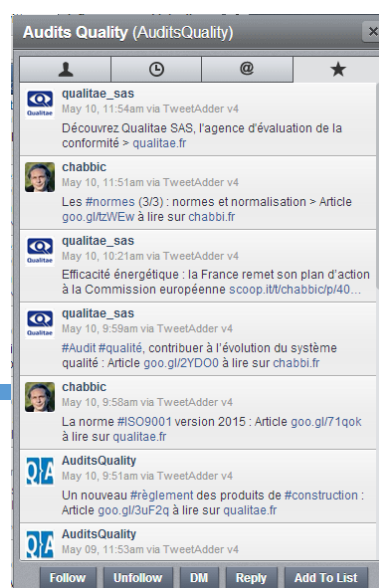 Audits Quality (AuditsQuality)
@
qualitae_sas
May 10, 11:54am via TweetAdder v4
Découvrez Qualitae SAS, l'agence d'évaluation de la
conformité > qualitae.fr
Qualitae
chabbic
May 10, 11:51am via TweetAdder v4
Les #normes (3/3) : normes et normalisation > Article
goo.gl/tzWEw à lire sur chabbi.fr
qualitae_sas
May 10, 10:21am via TweetAdder v4
Efficacité énergétique : la France remet son plan d'action
à la Commission européenne scoop.it/t/chabbic/p/40...
Qualitae
qualitae_sas
May 10, 9:59am via TweetAdder v4
#Audit #qualité, contribuer à l'évolution du système
qualité : Article goo.gl/2YDO0 à lire sur chabbi.fr
Qualitae
chabbic
May 10, 9:58am via TweetAdder v4
La norme #ISO9001 version 2015 : Article goo.gl/71qok
à lire sur qualitae.fr
AuditsQuality
May 10, 9:51am via TweetAdder v4
Un nouveau #règlement des produits de #construction :
Article goo.gl/3uF2q à lire sur qualitae.fr
AuditsQuality
May 09, 11:53am via TweetAdder v4
Follow Unfollow DM Reply Add To List